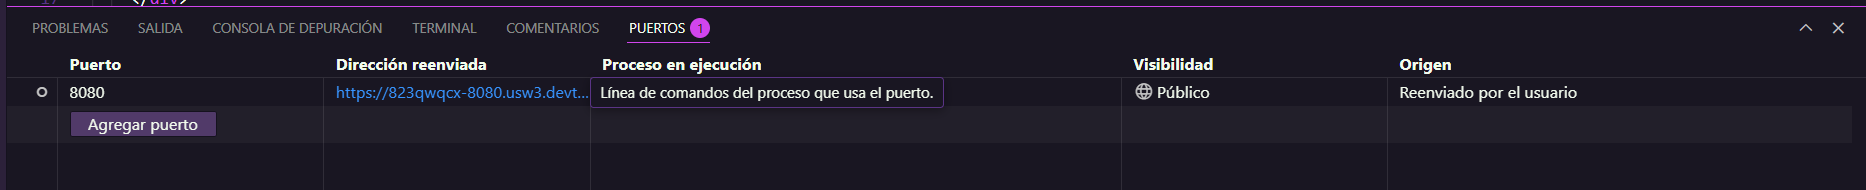 17 </div>
PROBLEMAS SALIDA CONSOLA DE DEPURACIÓN TERMINAL COMENTARIOS PUERTOS 1
Puerto Dirección reenviada Proceso en ejecución Visibilidad Origen
8080 https://823qwqcx-8080.usw3.devt... Línea de comandos del proceso que usa el puerto. Público Reenviado por el usuario
Agregar puerto